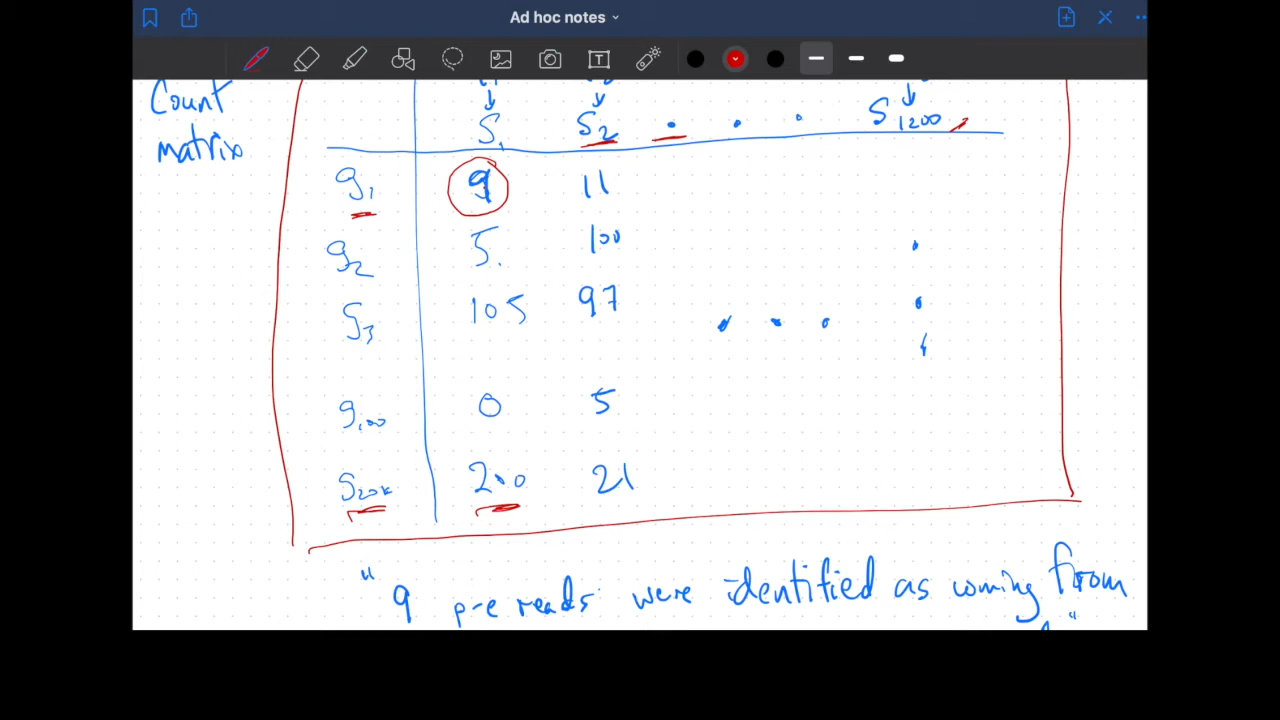 Ad hoc notes
Count
matrix
S1 S2 . . . S1200
g1 9 11
g2 5. 100
g3 105 97
g100 0 5
g20k 200 21
" 9 p-e reads were identified as coming from